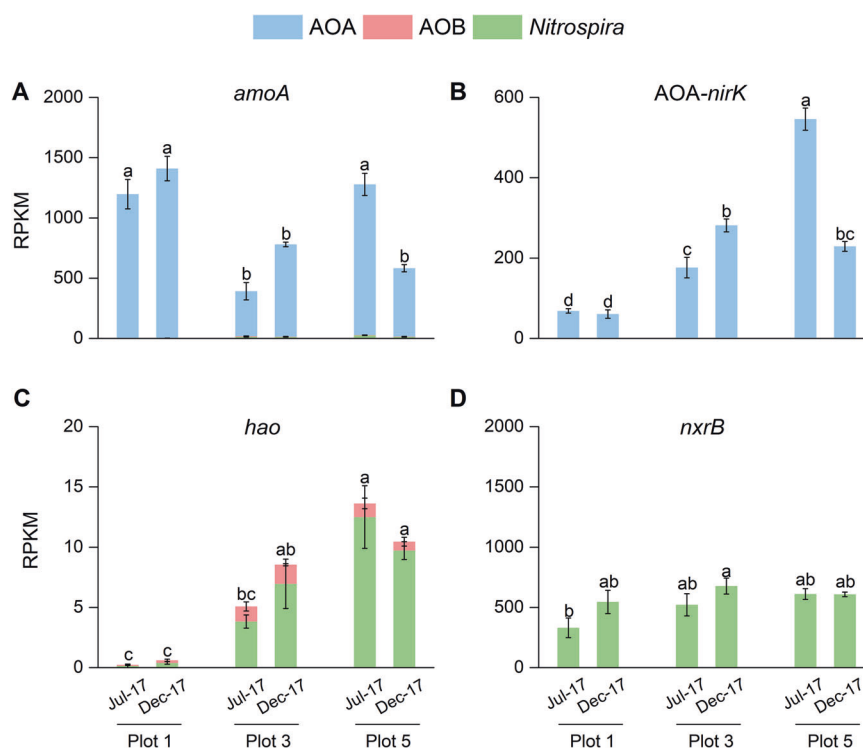 AOA AOB Nitrospira
A amoA
2000
1500
1000
500
0
RPKM
a a b b a b
B AOA-nirK
600
400
200
0
d d c b a bc
C hao
20
15
10
5
0
RPKM
c c bc ab a a
Jul-17 Dec-17 Jul-17 Dec-17 Jul-17 Dec-17
Plot 1 Plot 3 Plot 5
D nxrB
2000
1500
1000
500
0
b ab ab a ab ab
Jul-17 Dec-17 Jul-17 Dec-17 Jul-17 Dec-17
Plot 1 Plot 3 Plot 5